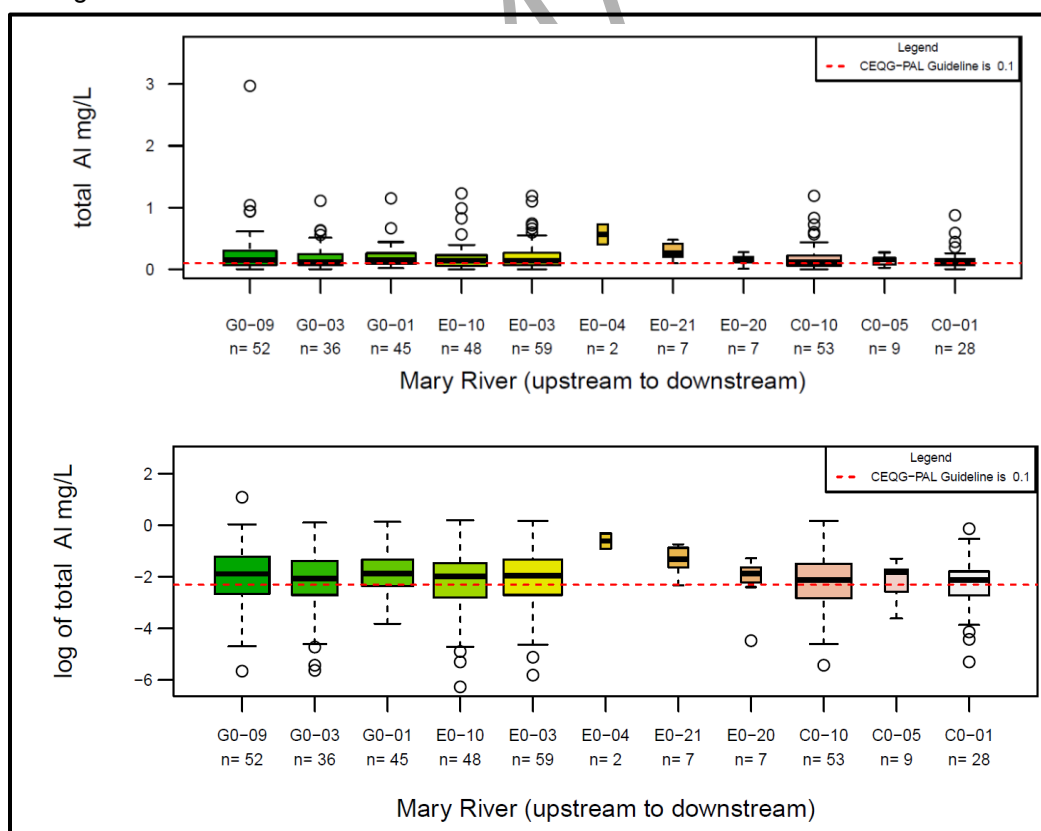 Legend
CEQG-PAL Guideline is 0.1
total Al mg/L
3
2
1
0
G0-09 G0-03 G0-01 E0-10 E0-03 E0-04 E0-21 E0-20 C0-10 C0-05 C0-01
n= 52 n= 36 n= 45 n= 48 n= 59 n= 2 n= 7 n= 7 n= 53 n= 9 n= 28
Mary River (upstream to downstream)
Legend
CEQG-PAL Guideline is 0.1
log of total Al mg/L
2
0
−2
−4
−6
G0-09 G0-03 G0-01 E0-10 E0-03 E0-04 E0-21 E0-20 C0-10 C0-05 C0-01
n= 52 n= 36 n= 45 n= 48 n= 59 n= 2 n= 7 n= 7 n= 53 n= 9 n= 28
Mary River (upstream to downstream)